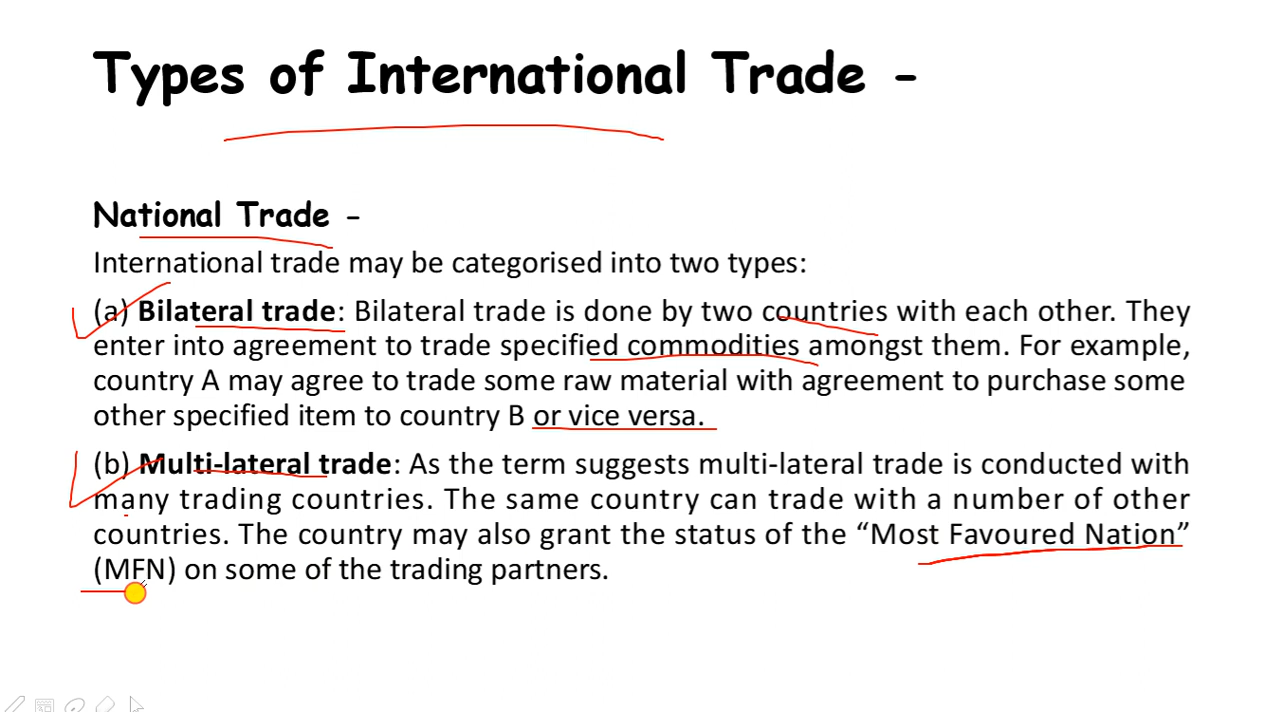 Types of International Trade -
National Trade -
International trade may be categorised into two types:
(a) Bilateral trade: Bilateral trade is done by two countries with each other. They
enter into agreement to trade specified commodities amongst them. For example,
country A may agree to trade some raw material with agreement to purchase some
other specified item to country B or vice versa.
(b) Multi-lateral trade: As the term suggests multi-lateral trade is conducted with
many trading countries. The same country can trade with a number of other
countries. The country may also grant the status of the “Most Favoured Nation”
(MFN) on some of the trading partners.